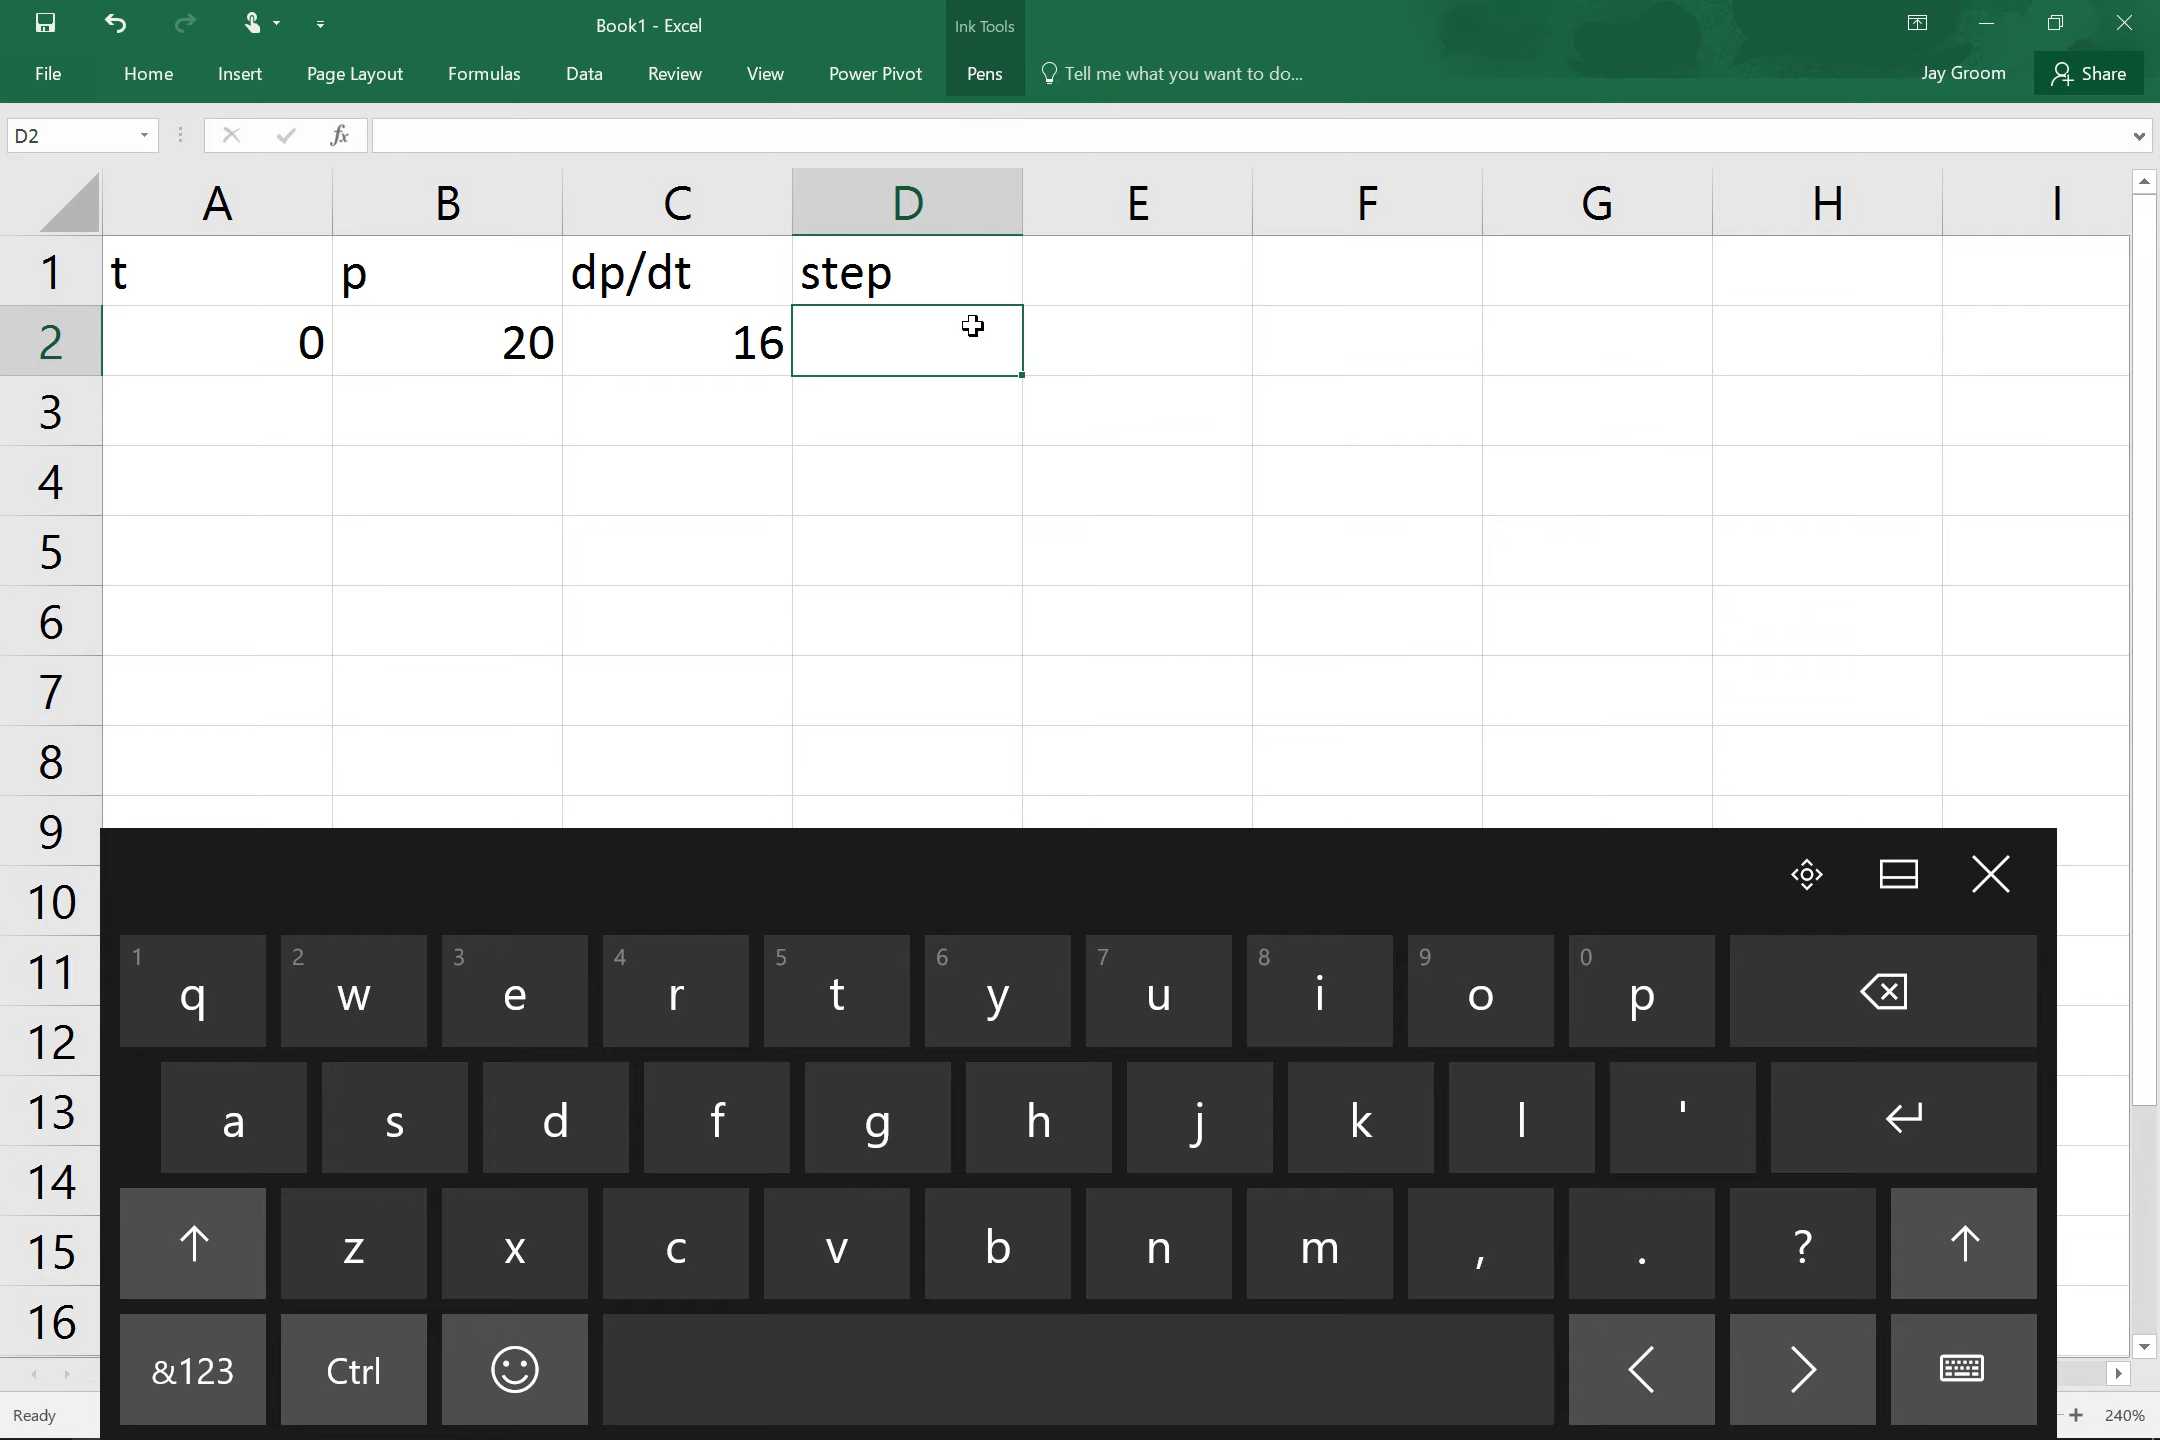 Book1 - Excel
Ink Tools
File Home Insert Page Layout Formulas Data Review View Power Pivot Pens Tell me what you want to do... Jay Groom Share
D2 fx
A B C D E F G H I
1 t p dp/dt step
2 0 20 16
3
4
5
6
7
8
9
10
11
12
13
14
15
16
1 2 3 4 5 6 7 8 9 0
q w e r t y u i o p
a s d f g h j k l '
z x c v b n m , . ?
&123 Ctrl
Ready + 240%